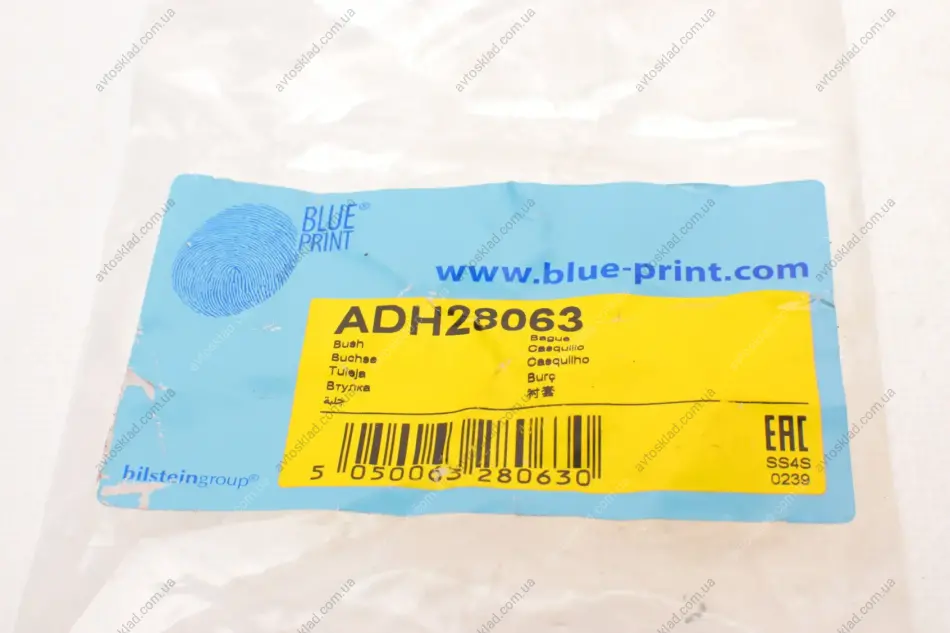 BLUE
PRINT®
www.blue-print.com
ADH28063
Bush
Buchse
Tuleja
Втулка
جلبة
Bague
Casquillo
Casquilho
Burç
衬套
5 050063 280630
EAC
SS4S
0239
bilsteingroup®
avtosklad.com.ua